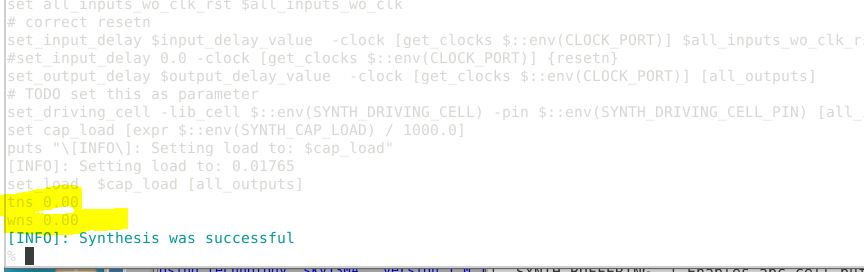 set all_inputs_wo_clk_rst $all_inputs_wo_clk
# correct resetn
set_input_delay $input_delay_value  -clock [get_clocks $::env(CLOCK_PORT)] $all_inputs_wo_clk_r
#set_input_delay 0.0 -clock [get_clocks $::env(CLOCK_PORT)] {resetn}
set_output_delay $output_delay_value  -clock [get_clocks $::env(CLOCK_PORT)] [all_outputs]
# TODO set this as parameter
set_driving_cell -lib_cell $::env(SYNTH_DRIVING_CELL) -pin $::env(SYNTH_DRIVING_CELL_PIN) [all_
set cap_load [expr $::env(SYNTH_CAP_LOAD) / 1000.0]
puts "\[INFO\]: Setting load to: $cap_load"
[INFO]: Setting load to: 0.01765
set_load  $cap_load [all_outputs]
tns 0.00
wns 0.00
[INFO]: Synthesis was successful
%